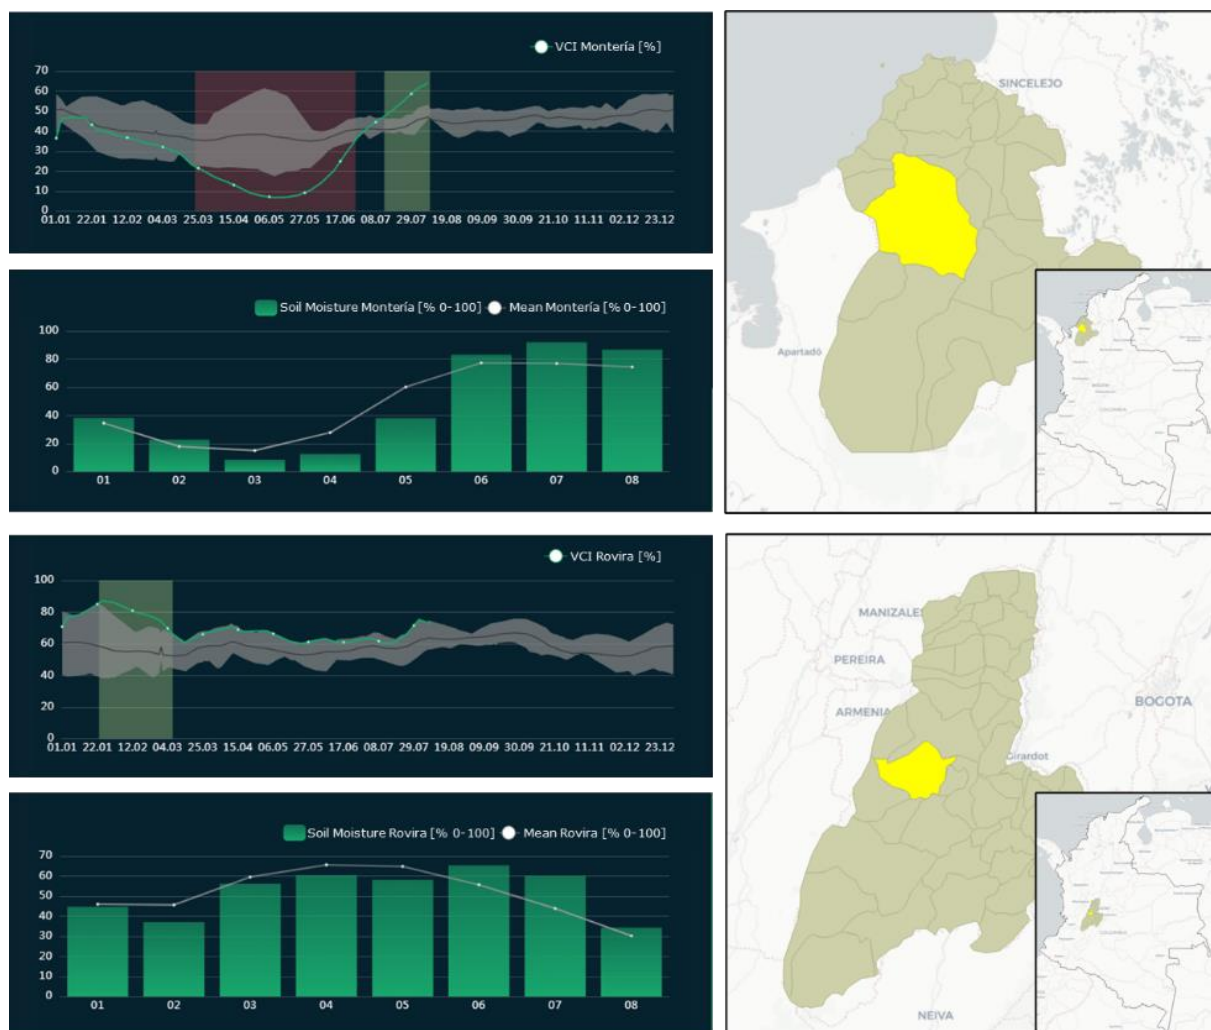 VCI Montería [%]
70
60
50
40
30
20
10
0
01.01 22.01 12.02 04.03 25.03 15.04 06.05 27.05 17.06 08.07 29.07 19.08 09.09 30.09 21.10 11.11 02.12 23.12
SINCELEJO
Apartadó
Soil Moisture Montería [% 0-100] Mean Montería [% 0-100]
100
80
60
40
20
0
01 02 03 04 05 06 07 08
VCI Rovira [%]
100
80
60
40
20
0
01.01 22.01 12.02 04.03 25.03 15.04 06.05 27.05 17.06 08.07 29.07 19.08 09.09 30.09 21.10 11.11 02.12 23.12
MANIZALES
PEREIRA
ARMENIA
BOGOTA
Girardot
NEIVA
Soil Moisture Rovira [% 0-100] Mean Rovira [% 0-100]
70
60
50
40
30
20
10
0
01 02 03 04 05 06 07 08